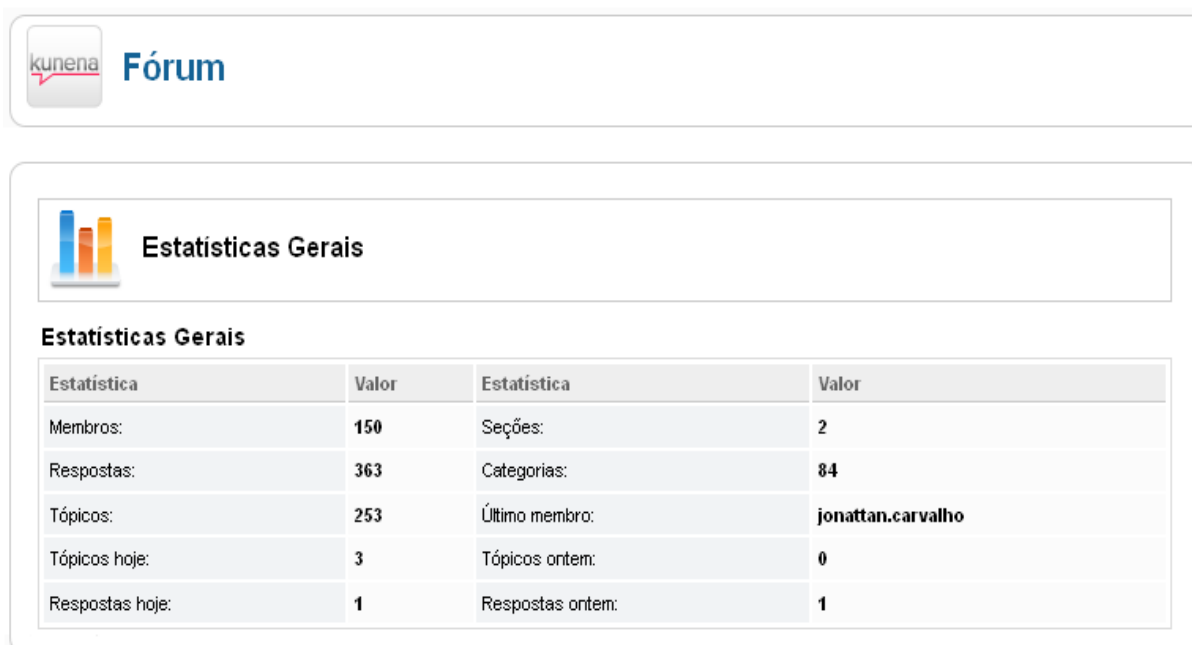 kunena
Fórum
Estatísticas Gerais
Estatísticas Gerais
Estatística Valor Estatística Valor
Membros: 150 Seções: 2
Respostas: 363 Categorias: 84
Tópicos: 253 Último membro: jonattan.carvalho
Tópicos hoje: 3 Tópicos ontem: 0
Respostas hoje: 1 Respostas ontem: 1